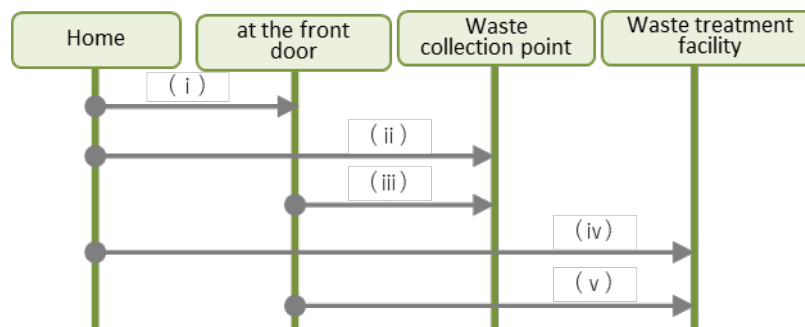 Home
at the front
door
Waste
collection point
Waste treatment
facility
(ⅰ)
(ⅱ)
(ⅲ)
(ⅳ)
(ⅴ)